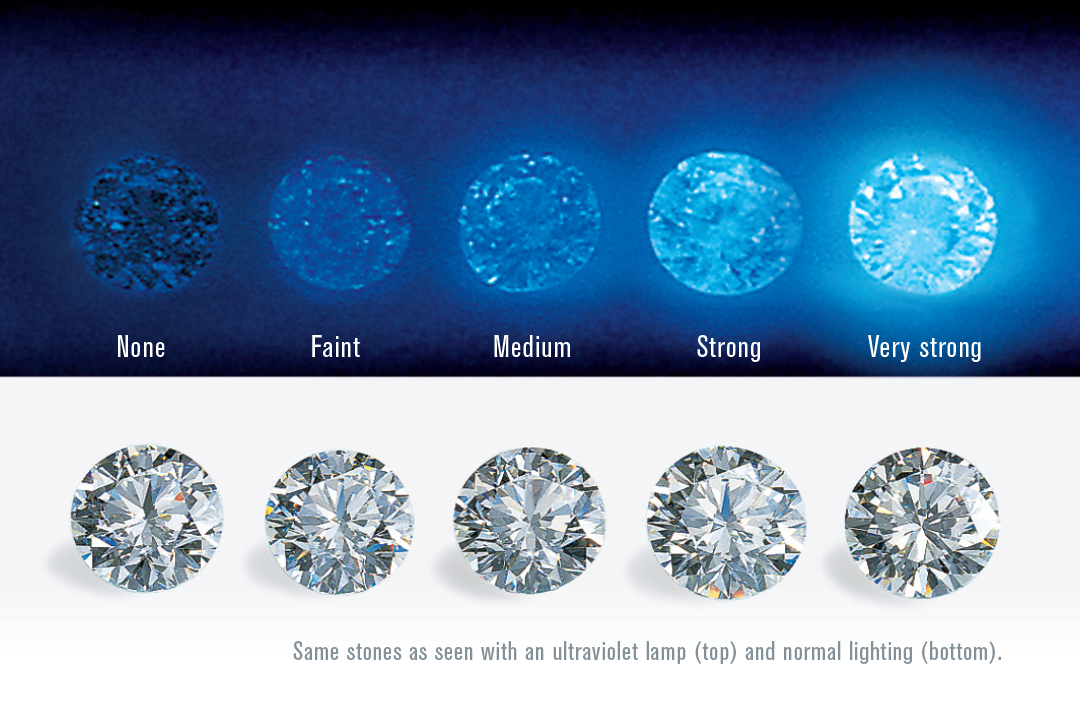 None
Faint
Medium
Strong
Very strong
Same stones as seen with an ultraviolet lamp (top) and normal lighting (bottom).